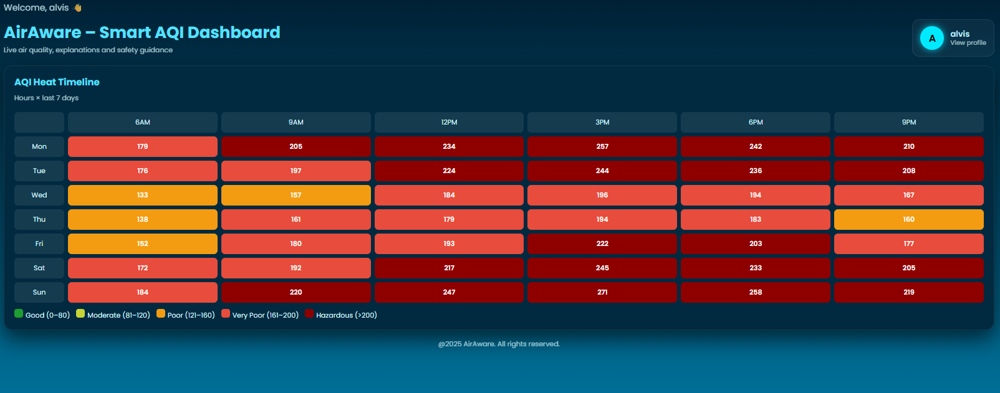 Welcome, alvis 👋
AirAware – Smart AQI Dashboard
Live air quality, explanations and safety guidance
A
alvis
View profile
AQI Heat Timeline
Hours × last 7 days
6AM 9AM 12PM 3PM 6PM 9PM
Mon 179 205 234 257 242 210
Tue 176 197 224 244 236 208
Wed 133 157 184 196 194 167
Thu 138 161 179 194 183 160
Fri 152 180 193 222 203 177
Sat 172 192 217 245 233 205
Sun 184 220 247 271 258 219
Good (0–80) Moderate (81–120) Poor (121–160) Very Poor (161–200) Hazardous (>200)
@2025 AirAware. All rights reserved.